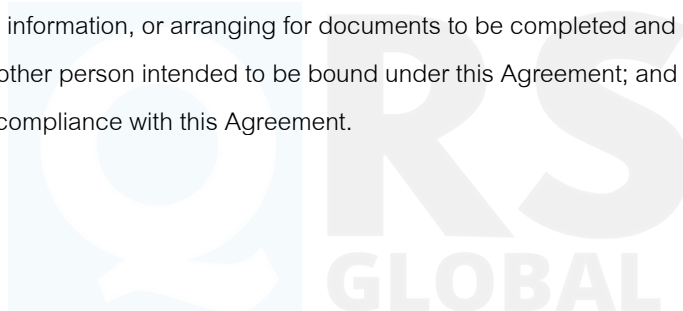 information, or arranging for documents to be completed and
other person intended to be bound under this Agreement; and
compliance with this Agreement.
QRS
GLOBAL